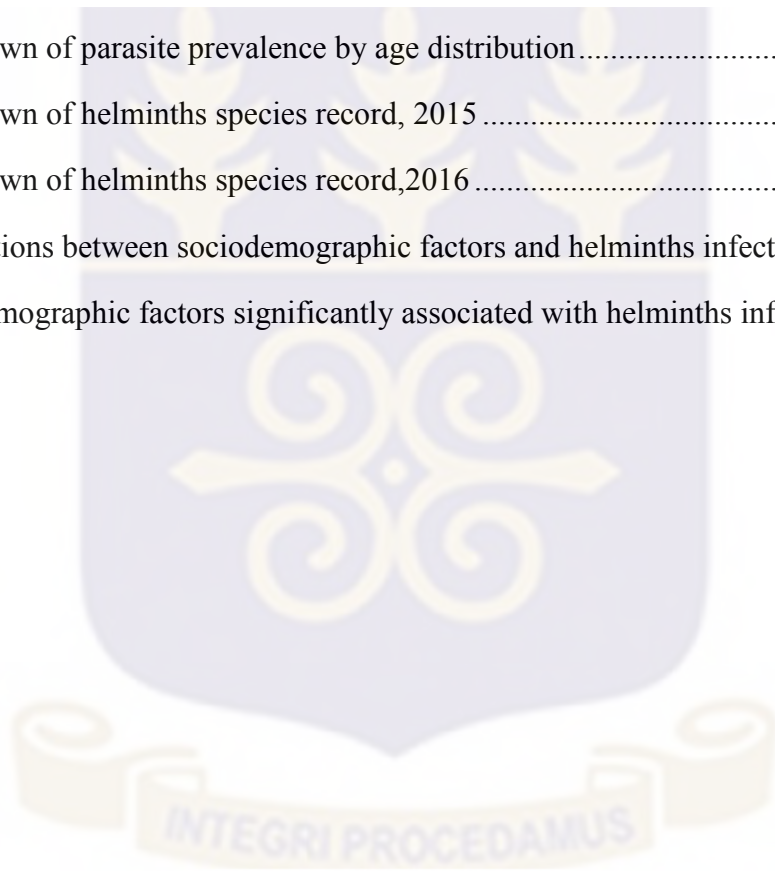 wn of parasite prevalence by age distribution..............................
wn of helminths species record, 2015..........................................
wn of helminths species record,2016...........................................
tions between sociodemographic factors and helminths infect
mographic factors significantly associated with helminths inf
INTEGRI PROCEDAMUS